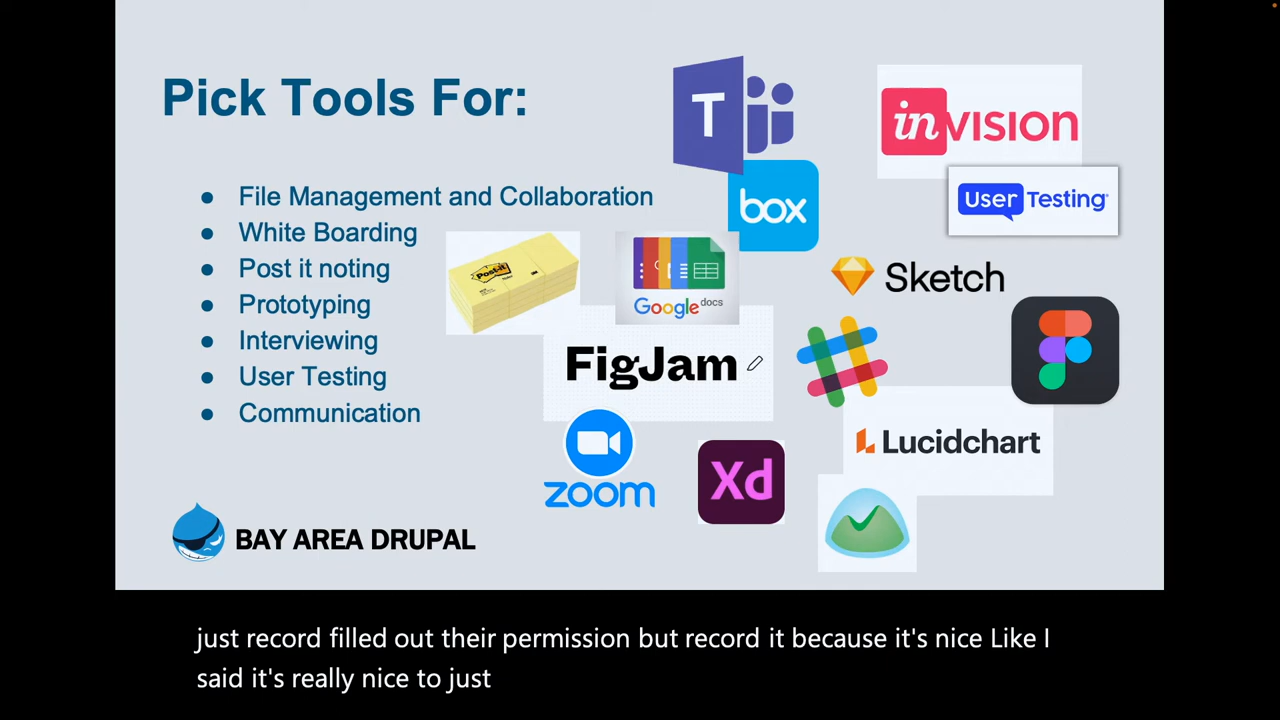 Pick Tools For:
● File Management and Collaboration
● White Boarding
● Post it noting
● Prototyping
● Interviewing
● User Testing
● Communication
T
inVISION
box
User Testing
Post-it
Google docs
Sketch
FigJam
Lucidchart
zoom
Xd
BAY AREA DRUPAL
just record filled out their permission but record it because it's nice Like I
said it's really nice to just